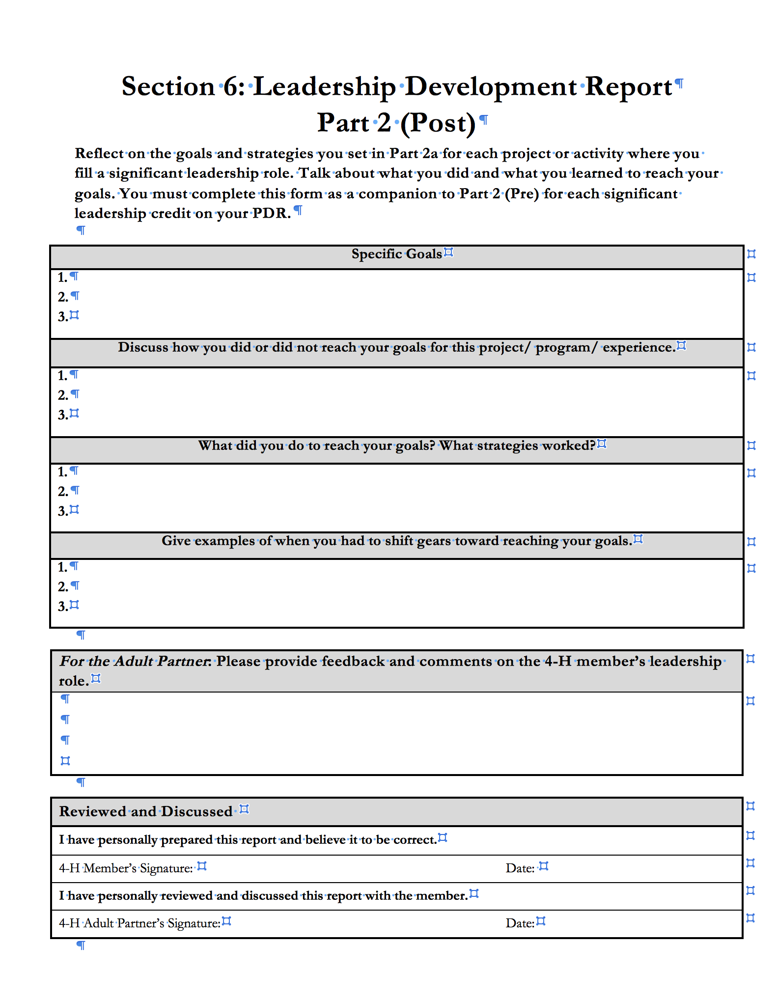 Section 6: Leadership Development Report
Part 2 (Post)
Reflect on the goals and strategies you set in Part 2a for each project or activity where you
fill a significant leadership role. Talk about what you did and what you learned to reach your
goals. You must complete this form as a companion to Part 2 (Pre) for each significant
leadership credit on your PDR.
Specific Goals
1.
2.
3.
Discuss how you did or did not reach your goals for this project/ program/ experience.
1.
2.
3.
What did you do to reach your goals? What strategies worked?
1.
2.
3.
Give examples of when you had to shift gears toward reaching your goals.
1.
2.
3.
For the Adult Partner: Please provide feedback and comments on the 4-H member’s leadership
role.
Reviewed and Discussed
I have personally prepared this report and believe it to be correct.
4-H Member’s Signature: Date:
I have personally reviewed and discussed this report with the member.
4-H Adult Partner’s Signature: Date: